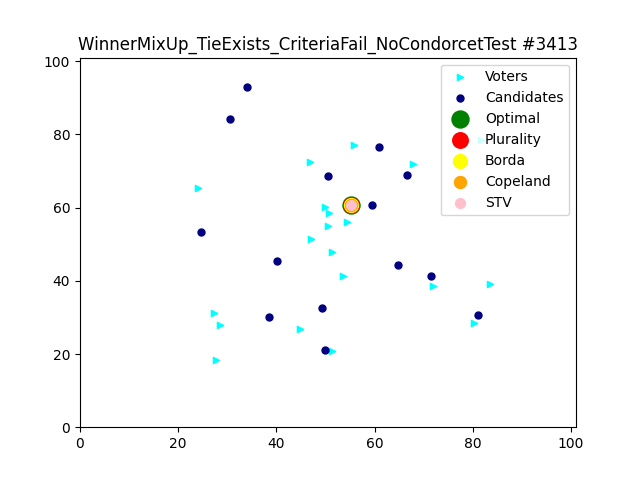 WinnerMixUp_TieExists_CriteriaFail_NoCondorcetTest #3413
100
80
60
40
20
0
0 20 40 60 80 100
Voters
Candidates
Optimal
Plurality
Borda
Copeland
STV